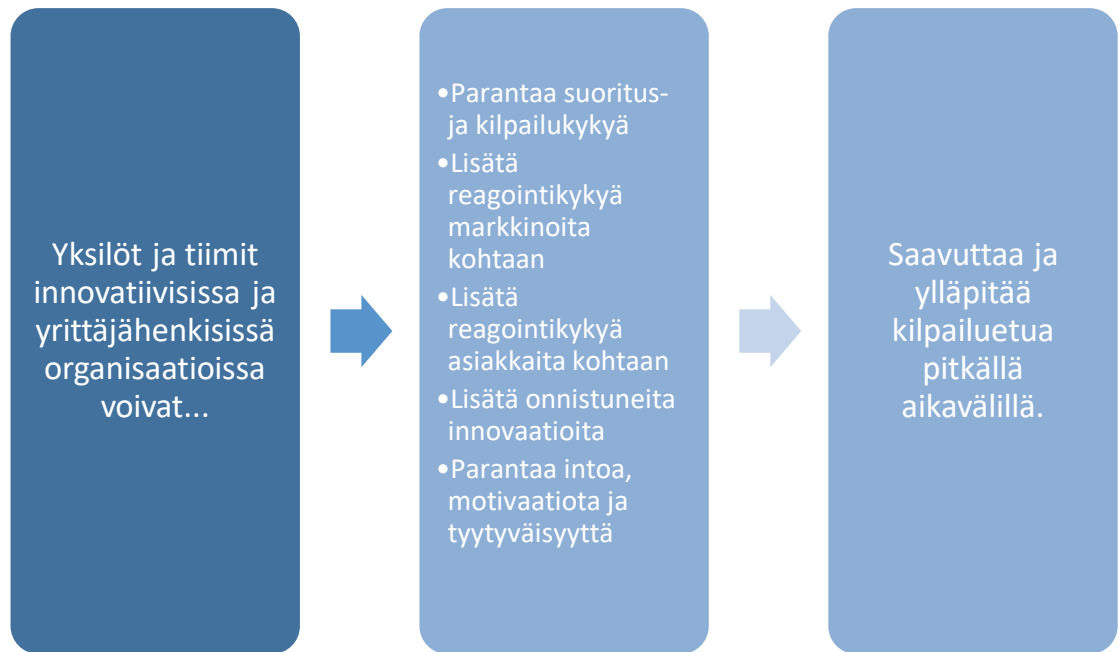 Yksilöt ja tiimit
innovatiivisissa ja
yrittäjähenkisissä
organisaatioissa
voivat...
•Parantaa suoritus-
ja kilpailukykyä
•Lisätä
reagointikykyä
markkinoita
kohtaan
•Lisätä
reagointikykyä
asiakkaita kohtaan
•Lisätä onnistuneita
innovaatioita
•Parantaa intoa,
motivaatiota ja
tyytyväisyyttä
Saavuttaa ja
ylläpitää
kilpailuetua
pitkällä
aikavälillä.